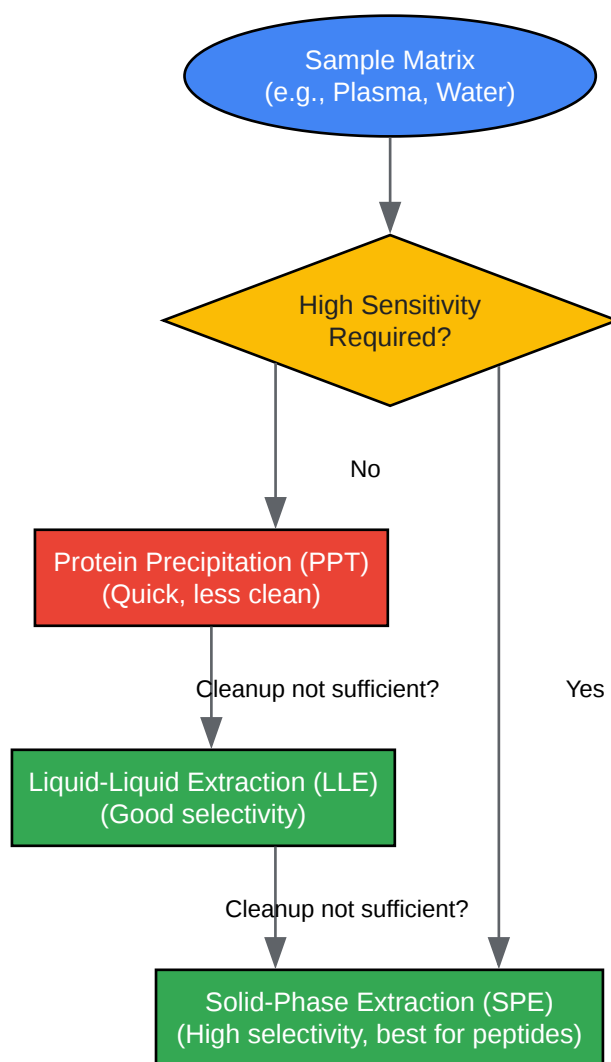 Sample Matrix
(e.g., Plasma, Water)
High Sensitivity
Required?
No
Protein Precipitation (PPT)
(Quick, less clean)
Cleanup not sufficient?
Yes
Liquid-Liquid Extraction (LLE)
(Good selectivity)
Cleanup not sufficient?
Solid-Phase Extraction (SPE)
(High selectivity, best for peptides)